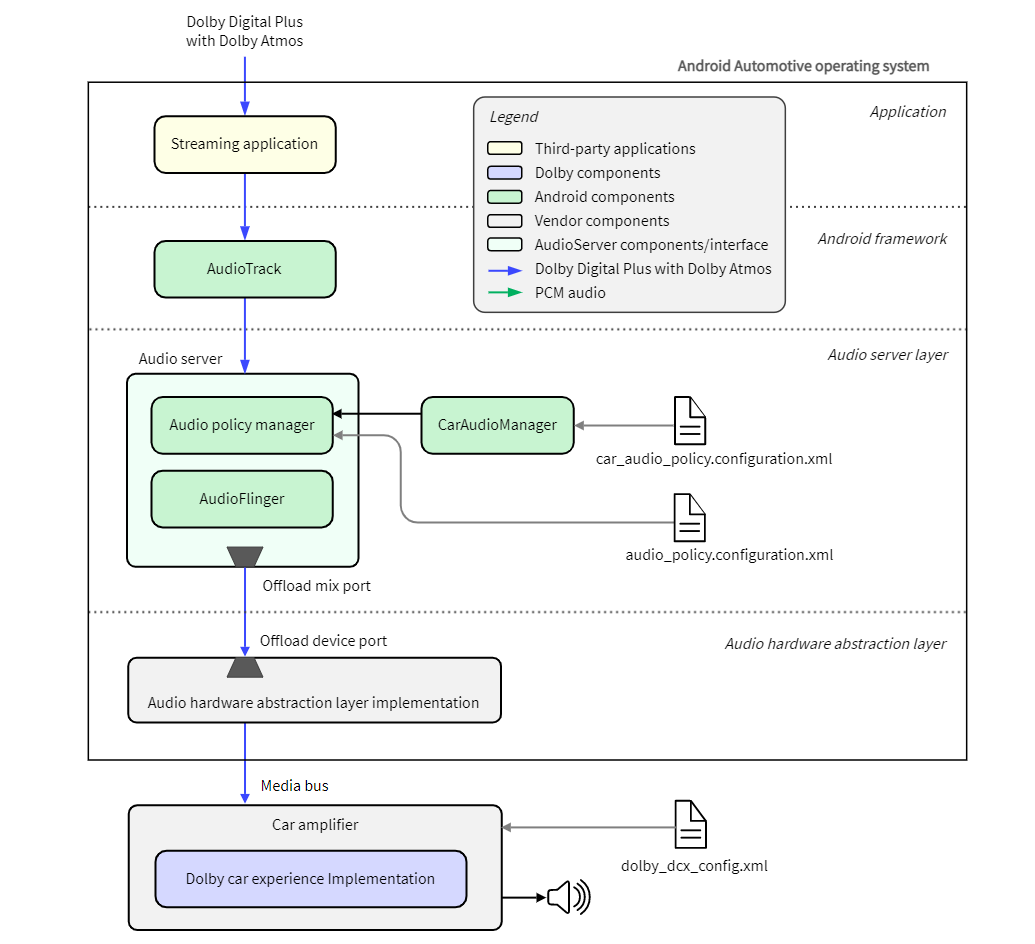 Dolby Digital Plus
with Dolby Atmos
Android Automotive operating system
Application
Legend
Third-party applications
Dolby components
Android components
Vendor components
AudioServer components/interface
Dolby Digital Plus with Dolby Atmos
PCM audio
Streaming application
Android framework
AudioTrack
Audio server layer
Audio server
Audio policy manager
CarAudioManager
car_audio_policy.configuration.xml
AudioFlinger
audio_policy.configuration.xml
Offload mix port
Offload device port
Audio hardware abstraction layer
Audio hardware abstraction layer implementation
Media bus
Car amplifier
Dolby car experience Implementation
dolby_dcx_config.xml